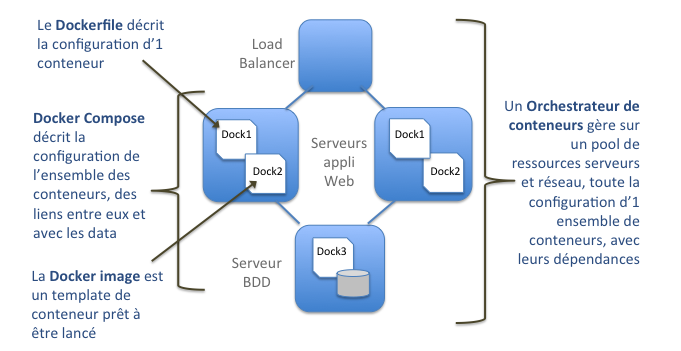 Le Dockerfile décrit
la configuration d’1
conteneur
Load
Balancer
Docker Compose
décrit la
configuration de
l’ensemble des
conteneurs, des
liens entre eux et
avec les data
Dock1
Dock2
Serveurs
appli
Web
Dock1
Dock2
Un Orchestrateur de
conteneurs gère sur
un pool de
ressources serveurs
et réseau, toute la
configuration d’1
ensemble de
conteneurs, avec
leurs dépendances
La Docker image est
un template de
conteneur prêt à
être lancé
Serveur
BDD
Dock3